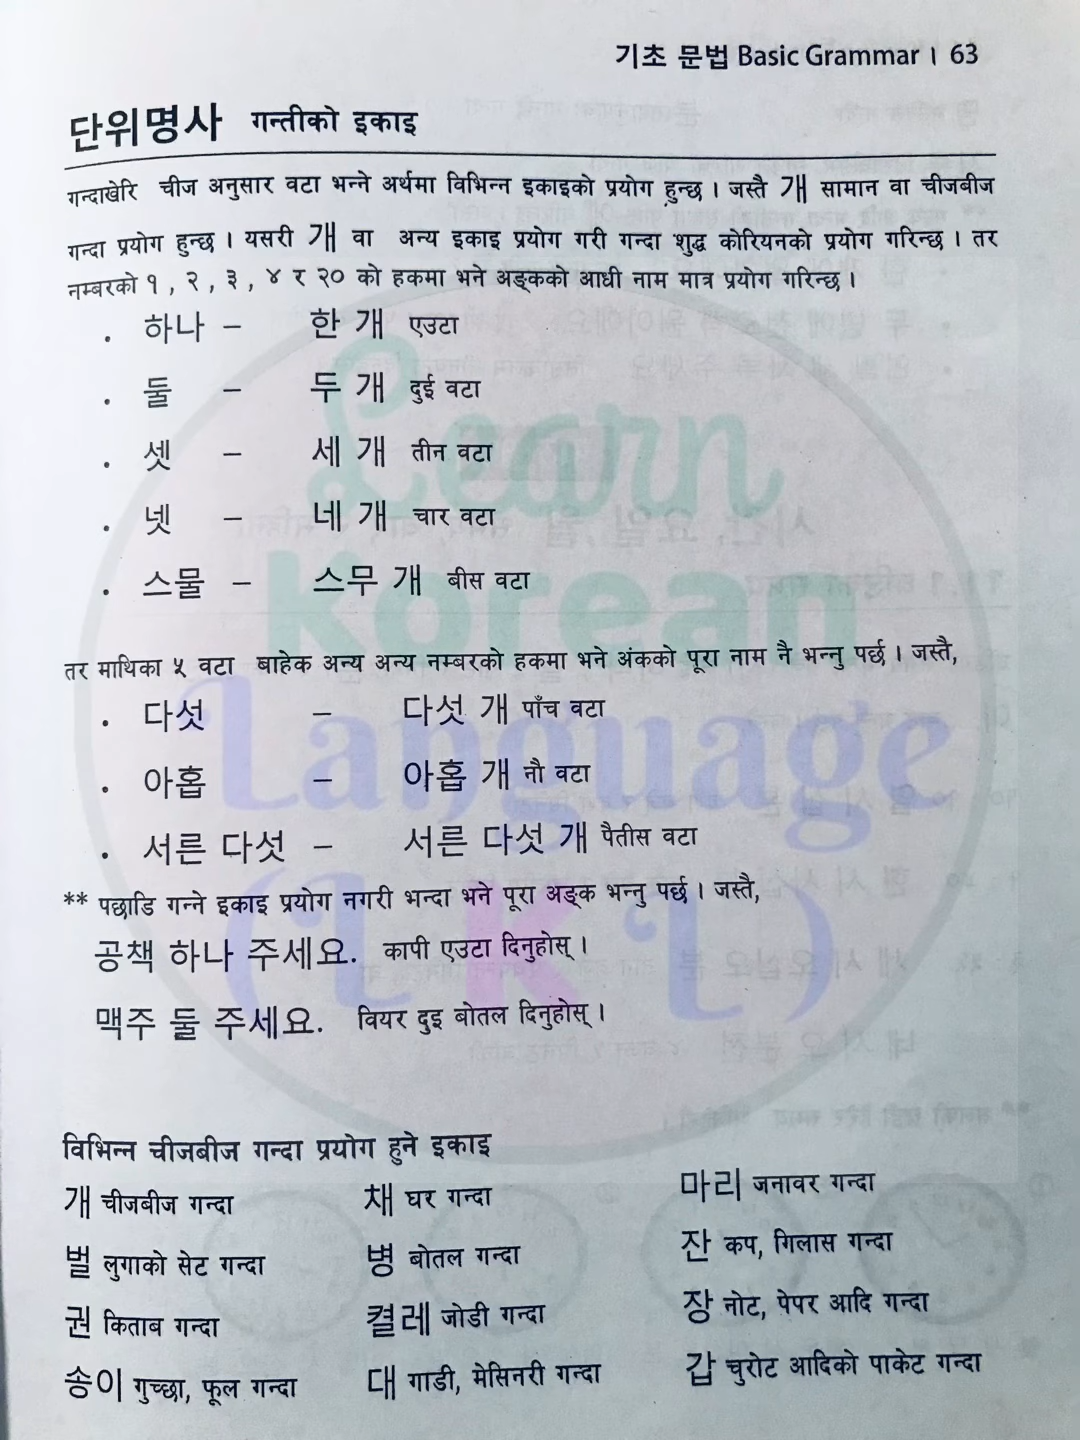 기초 문법 Basic Grammar । 63
단위명사 गन्तीको इकाइ
गन्दाखेरि चीज अनुसार वटा भन्ने अर्थमा विभिन्न इकाइको प्रयोग हुन्छ । जस्तै 개 सामान वा चीजबीज
गन्दा प्रयोग हुन्छ । यसरी 개 वा अन्य इकाइ प्रयोग गरी गन्दा शुद्ध कोरियनको प्रयोग गरिन्छ । तर
नम्बरको १ , २ , ३ , ४ र २० को हकमा भने अङ्कको आधी नाम मात्र प्रयोग गरिन्छ ।
. 하나 – 한 개 एउटा
. 둘 – 두 개 दुई वटा
. 셋 – 세 개 तीन वटा
. 넷 – 네 개 चार वटा
. 스물 – 스무 개 बीस वटा
तर माथिका ५ वटा बाहेक अन्य अन्य नम्बरको हकमा भने अंकको पूरा नाम नै भन्नु पर्छ । जस्तै,
. 다섯 – 다섯 개 पाँच वटा
. 아홉 – 아홉 개 नौ वटा
. 서른 다섯 – 서른 다섯 개 पैतीस वटा
** पछाडि गन्ने इकाइ प्रयोग नगरी भन्दा भने पूरा अङ्क भन्नु पर्छ । जस्तै,
공책 하나 주세요. कापी एउटा दिनुहोस् ।
맥주 둘 주세요. वियर दुइ बोतल दिनुहोस् ।
विभिन्न चीजबीज गन्दा प्रयोग हुने इकाइ
개 चीजबीज गन्दा 채 घर गन्दा 마리 जनावर गन्दा
벌 लुगाको सेट गन्दा 병 बोतल गन्दा 잔 कप, गिलास गन्दा
권 किताब गन्दा 켤레 जोडी गन्दा 장 नोट, पेपर आदि गन्दा
송이 गुच्छा, फूल गन्दा 대 गाडी, मेसिनरी गन्दा 갑 चुरोट आदिको पाकेट गन्दा
Learn
Korean
Language
(LKL)